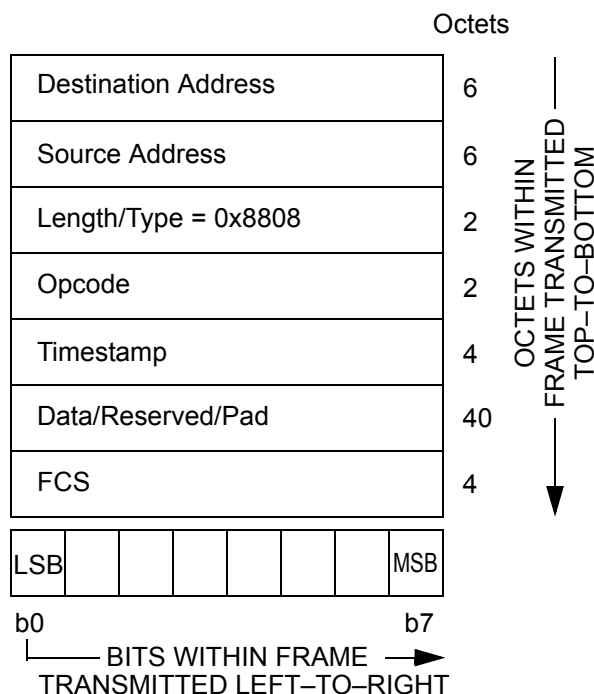 Octets
Destination Address 6
Source Address 6
Length/Type = 0x8808 2
Opcode 2
Timestamp 4
Data/Reserved/Pad 40
FCS 4
OCTETS WITHIN
FRAME TRANSMITTED
TOP–TO–BOTTOM
LSB MSB
b0 b7
BITS WITHIN FRAME
TRANSMITTED LEFT–TO–RIGHT